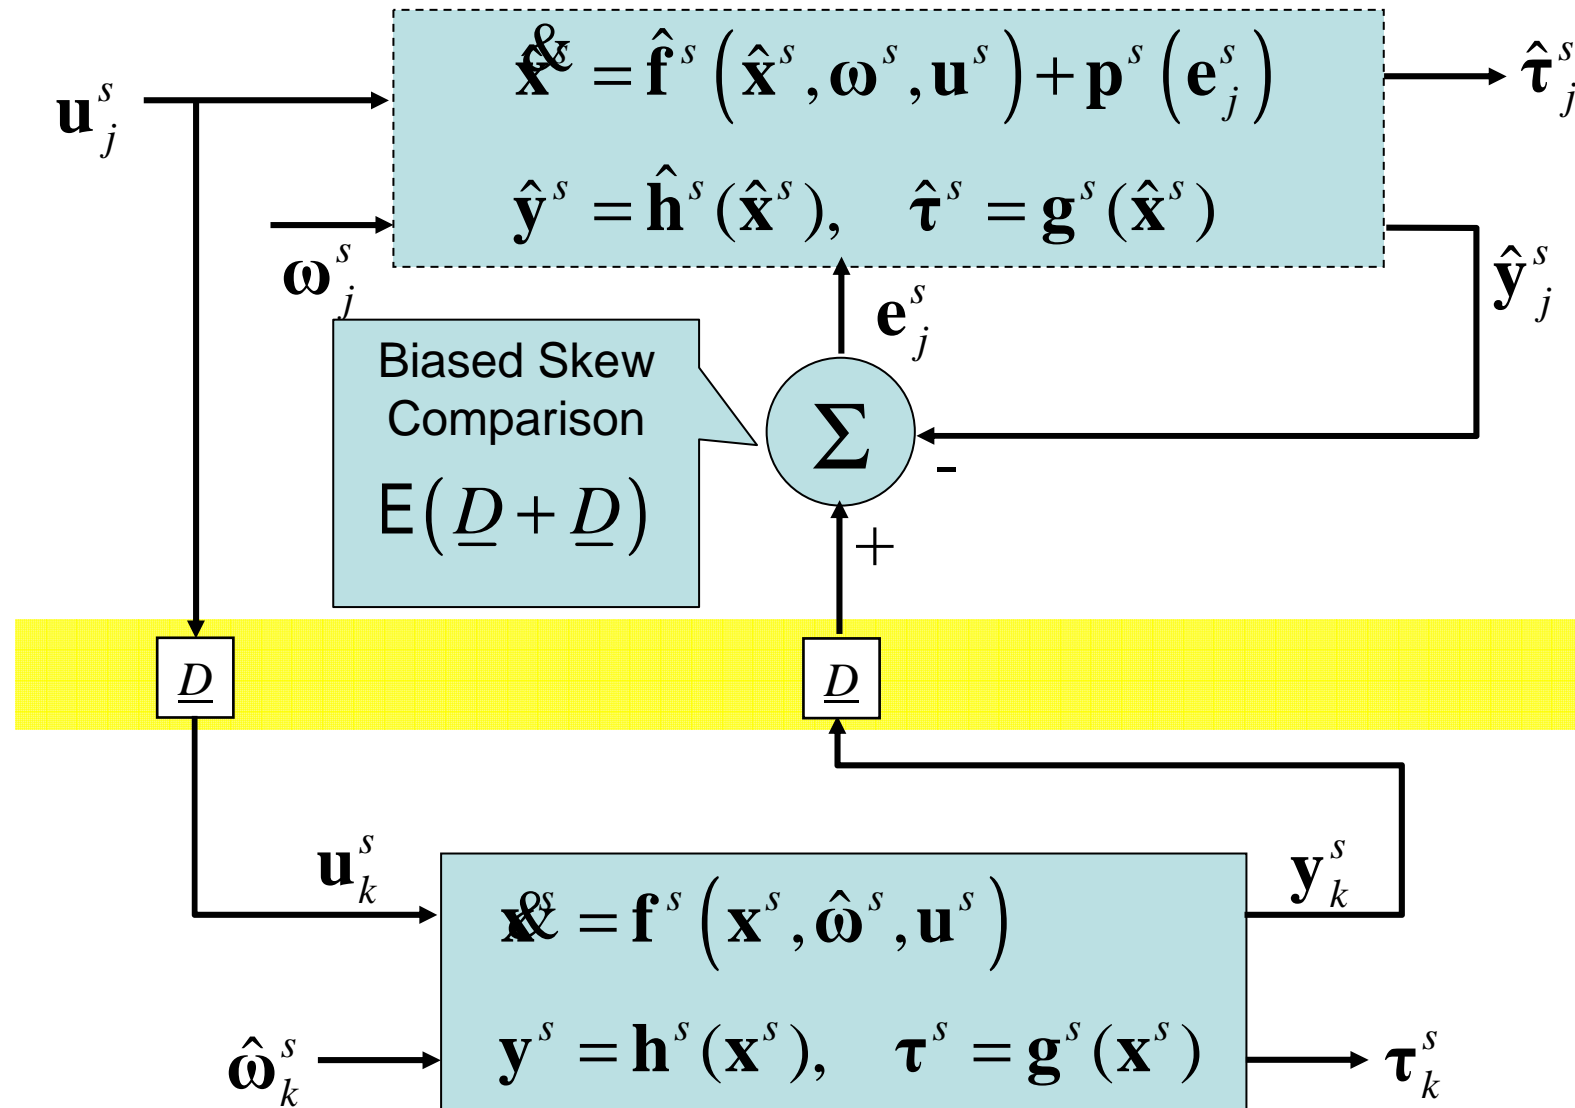 x̂&ˢ = f̂ˢ(x̂ˢ, ωˢ, uˢ) + pˢ(eⱼˢ)
τ̂ⱼˢ
uⱼˢ
ŷˢ = ĥˢ(x̂ˢ), τ̂ˢ = gˢ(x̂ˢ)
ωⱼˢ
ŷⱼˢ
eⱼˢ
Biased Skew
Comparison
E(D̲ + D̲)
Σ
-
+
D̲
D̲
uₖˢ
yₖˢ
x&ˢ = fˢ(xˢ, ω̂ˢ, uˢ)
yˢ = hˢ(xˢ), τˢ = gˢ(xˢ)
ω̂ₖˢ
τₖˢ